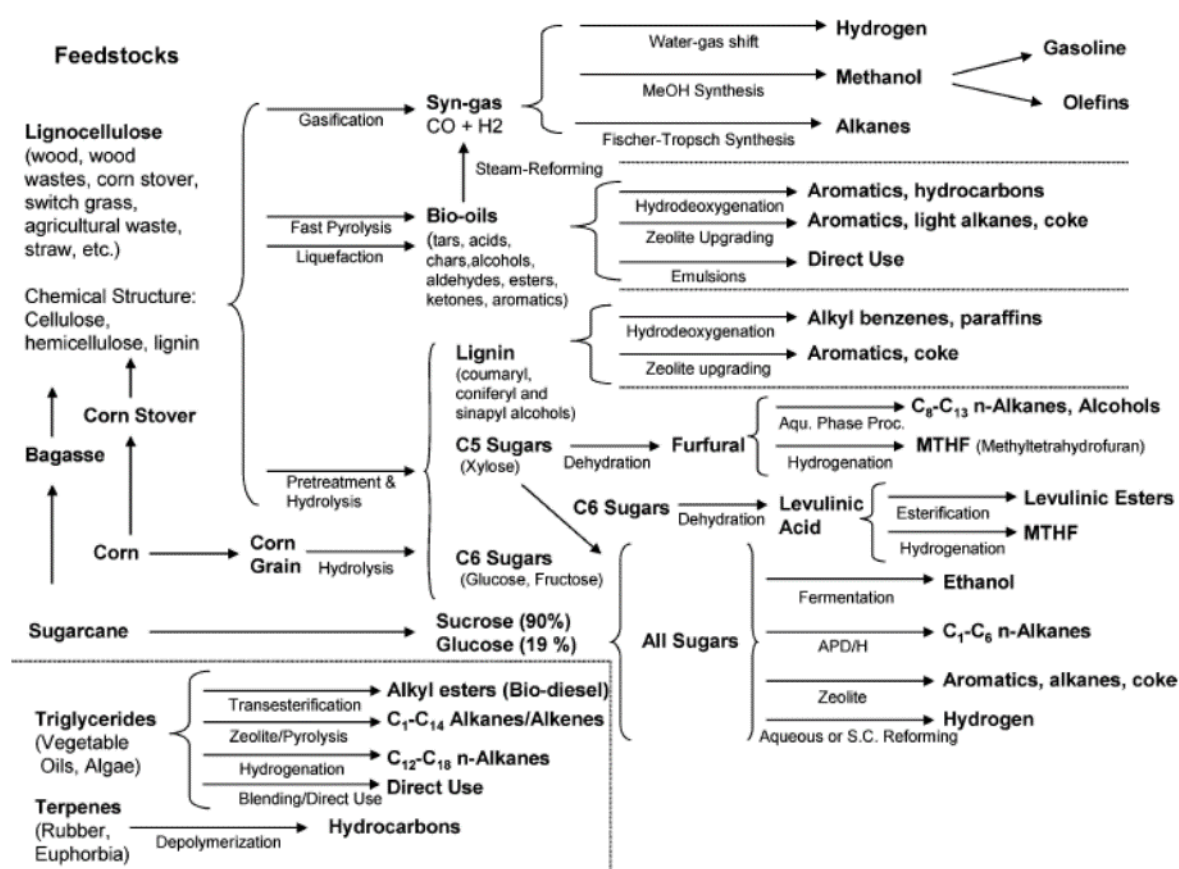 Feedstocks
Lignocellulose
(wood, wood
wastes, corn stover,
switch grass,
agricultural waste,
straw, etc.)
Chemical Structure:
Cellulose,
hemicellulose, lignin
Corn Stover
Bagasse
Corn
Corn
Grain
Hydrolysis
Sugarcane
Gasification
Syn-gas
CO + H2
Steam-Reforming
Fast Pyrolysis
Liquefaction
Bio-oils
(tars, acids,
chars,alcohols,
aldehydes, esters,
ketones, aromatics)
Pretreatment &
Hydrolysis
Water-gas shift
Hydrogen
MeOH Synthesis
Methanol
Gasoline
Olefins
Fischer-Tropsch Synthesis
Alkanes
Hydrodeoxygenation
Aromatics, hydrocarbons
Zeolite Upgrading
Aromatics, light alkanes, coke
Emulsions
Direct Use
Lignin
(coumaryl,
coniferyl and
sinapyl alcohols)
Hydrodeoxygenation
Alkyl benzenes, paraffins
Zeolite upgrading
Aromatics, coke
C5 Sugars
(Xylose)
Dehydration
Furfural
Aqu. Phase Proc.
C₈-C₁₃ n-Alkanes, Alcohols
Hydrogenation
MTHF (Methyltetrahydrofuran)
C6 Sugars
Dehydration
Levulinic
Acid
Esterification
Levulinic Esters
Hydrogenation
MTHF
C6 Sugars
(Glucose, Fructose)
Sucrose (90%)
Glucose (19 %)
All Sugars
Fermentation
Ethanol
APD/H
C₁-C₆ n-Alkanes
Zeolite
Aromatics, alkanes, coke
Aqueous or S.C. Reforming
Hydrogen
Triglycerides
(Vegetable
Oils, Algae)
Transesterification
Alkyl esters (Bio-diesel)
Zeolite/Pyrolysis
C₁-C₁₄ Alkanes/Alkenes
Hydrogenation
C₁₂-C₁₈ n-Alkanes
Blending/Direct Use
Direct Use
Terpenes
(Rubber,
Euphorbia)
Depolymerization
Hydrocarbons